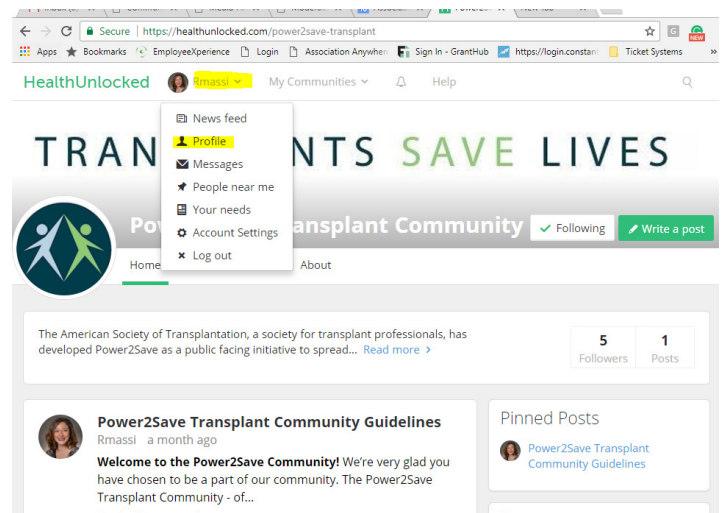 Secure https://healthunlocked.com/power2save-transplant
Apps Bookmarks EmployeeXperience Login Association Anywher Sign In - GrantHub https://login.constan Ticket Systems »
HealthUnlocked Rmassi My Communities Help
News feed
Profile
Messages
People near me
Your needs
Account Settings
Log out
TRAN NTS SAVE LIVES
Po ansplant Community Following Write a post
Home About
The American Society of Transplantation, a society for transplant professionals, has
developed Power2Save as a public facing initiative to spread... Read more >
5 Followers
1 Posts
Power2Save Transplant Community Guidelines
Rmassi a month ago
Welcome to the Power2Save Community! We're very glad you
have chosen to be a part of our community. The Power2Save
Transplant Community - of...
Pinned Posts
Power2Save Transplant
Community Guidelines